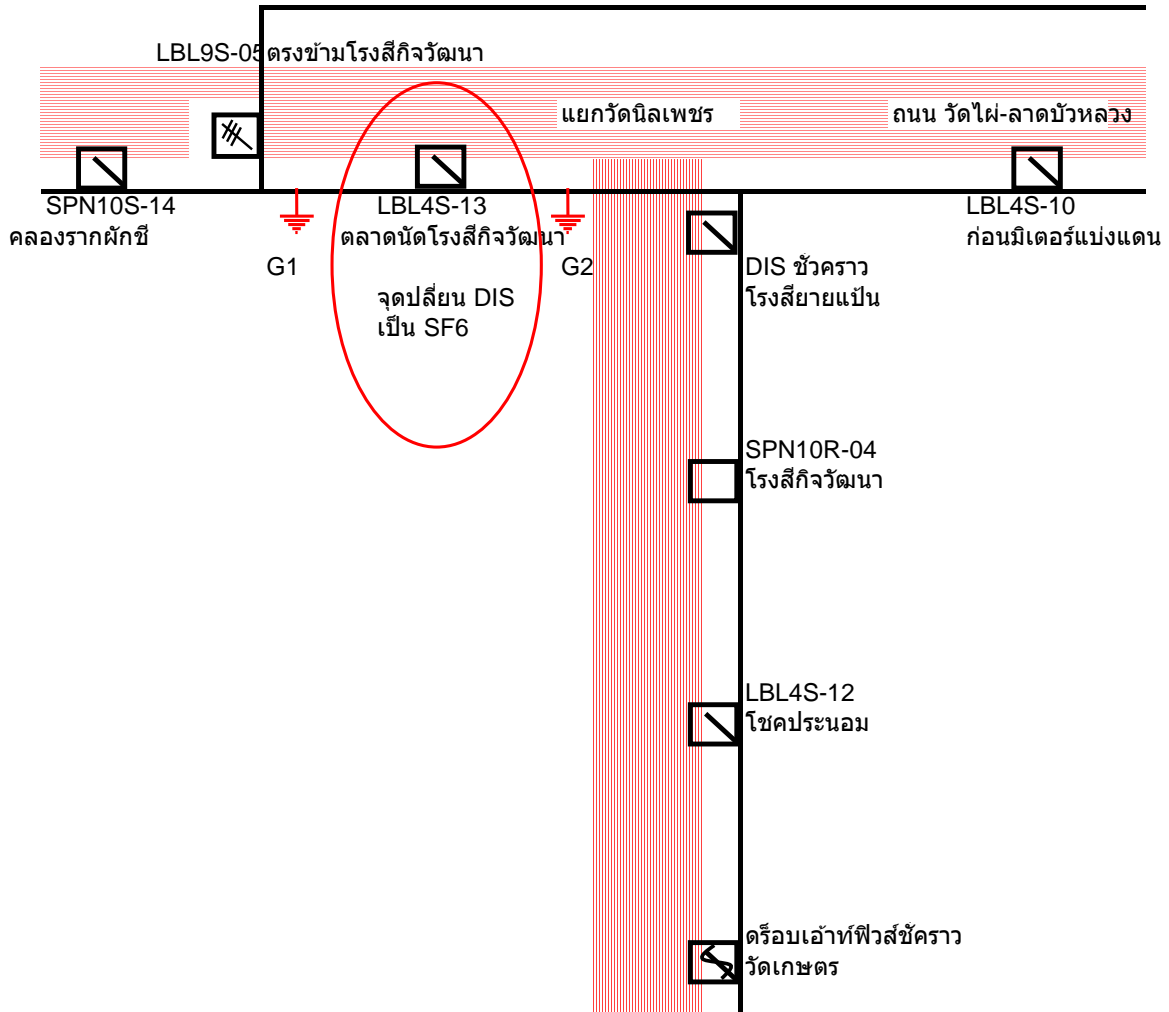 LBL9S-05 ตรงข้ามโรงสีกิจวัฒนา
แยกวัดนิลเพชร
ถนน วัดไผ่-ลาดบัวหลวง
SPN10S-14
คลองรากผักชี
LBL4S-13
ตลาดนัดโรงสีกิจวัฒนา
LBL4S-10
ก่อนมิเตอร์แบ่งแดน
G1
G2
จุดปลี่ยน DIS
เป็น SF6
DIS ชั่วคราว
โรงสียายแป้น
SPN10R-04
โรงสีกิจวัฒนา
LBL4S-12
โชคประนอม
ดร็อบเอ้าท์ฟิวส์ชั่คราว
วัดเกษตร